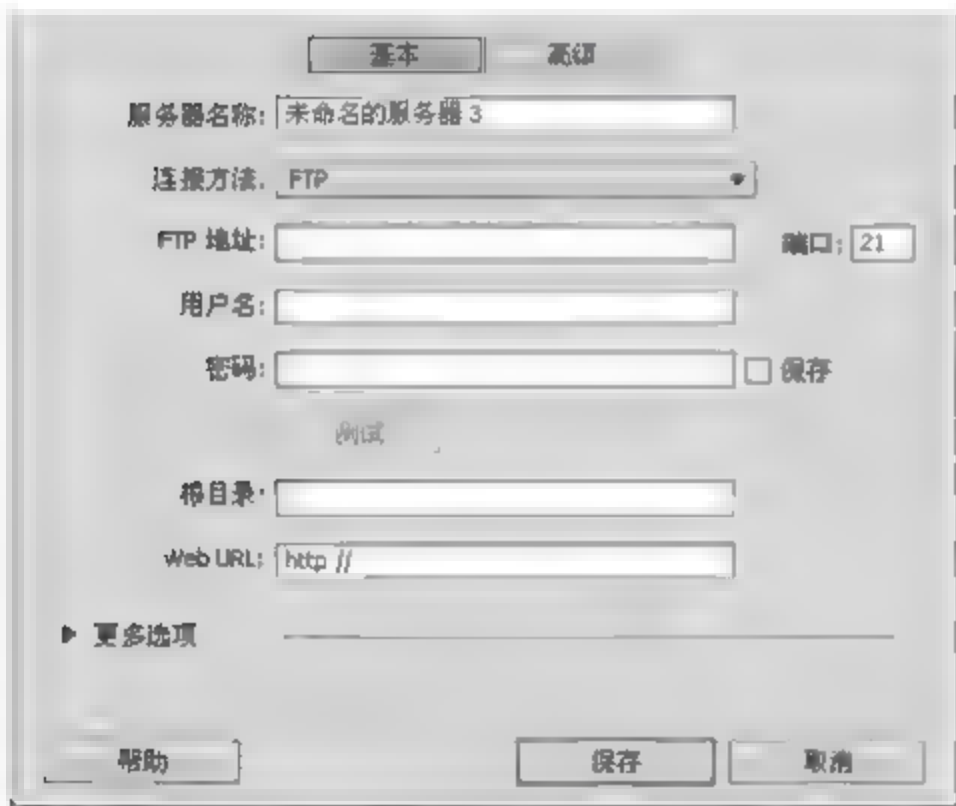 基本 高级
服务器名称: 未命名的服务器 3
连接方法: FTP
FTP 地址: 端口: 21
用户名:
密码: 保存
测试
根目录:
Web URL: http://
更多选项
帮助 保存 取消